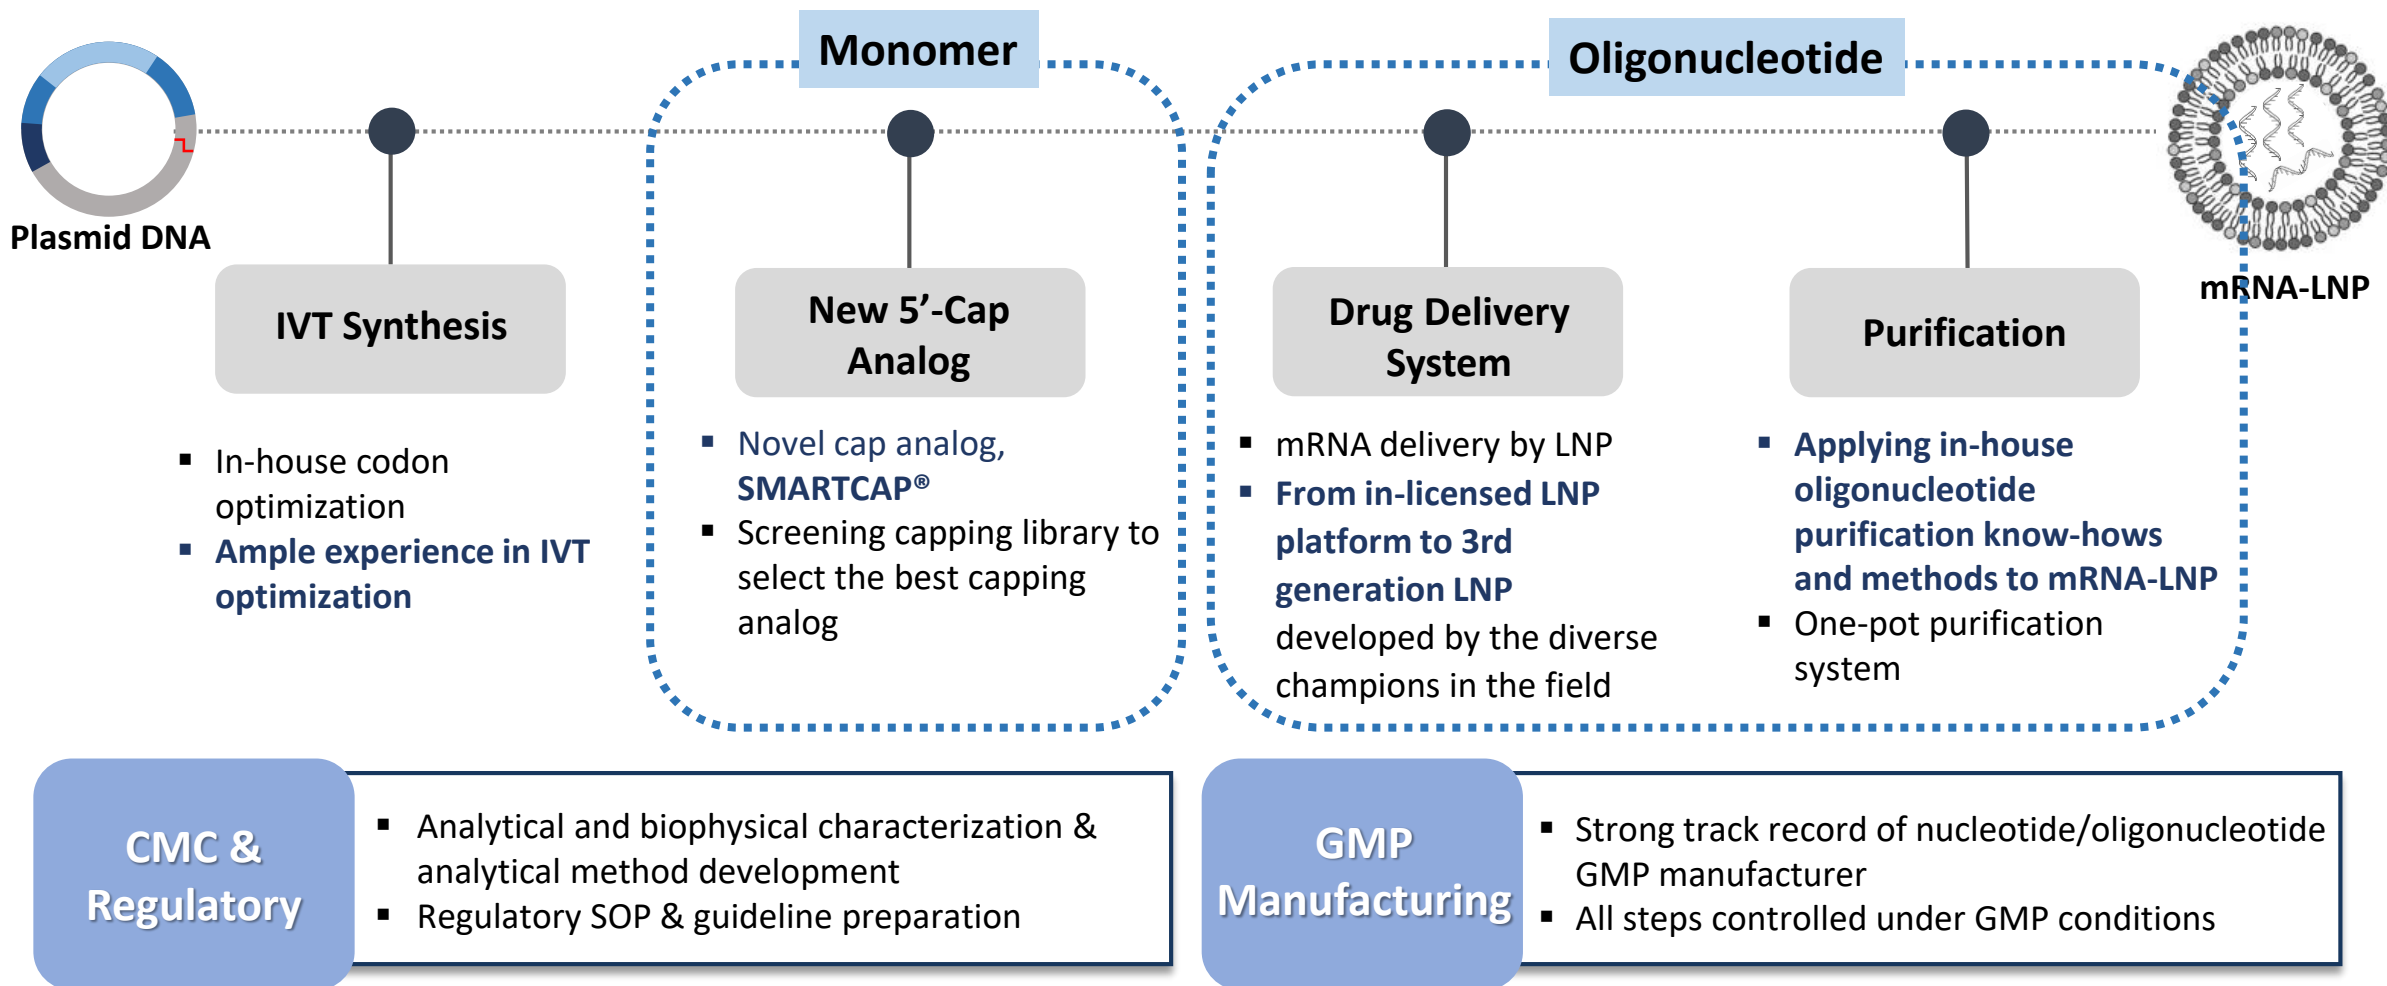 Monomer
Oligonucleotide
Plasmid DNA
mRNA-LNP
IVT Synthesis
▪ In-house codon
optimization
▪ Ample experience in IVT
optimization
New 5’-Cap
Analog
▪ Novel cap analog,
SMARTCAP®
▪ Screening capping library to
select the best capping
analog
Drug Delivery
System
▪ mRNA delivery by LNP
▪ From in-licensed LNP
platform to 3rd
generation LNP
developed by the diverse
champions in the field
Purification
▪ Applying in-house
oligonucleotide
purification know-hows
and methods to mRNA-LNP
▪ One-pot purification
system
CMC &
Regulatory
▪ Analytical and biophysical characterization &
analytical method development
▪ Regulatory SOP & guideline preparation
GMP
Manufacturing
▪ Strong track record of nucleotide/oligonucleotide
GMP manufacturer
▪ All steps controlled under GMP conditions